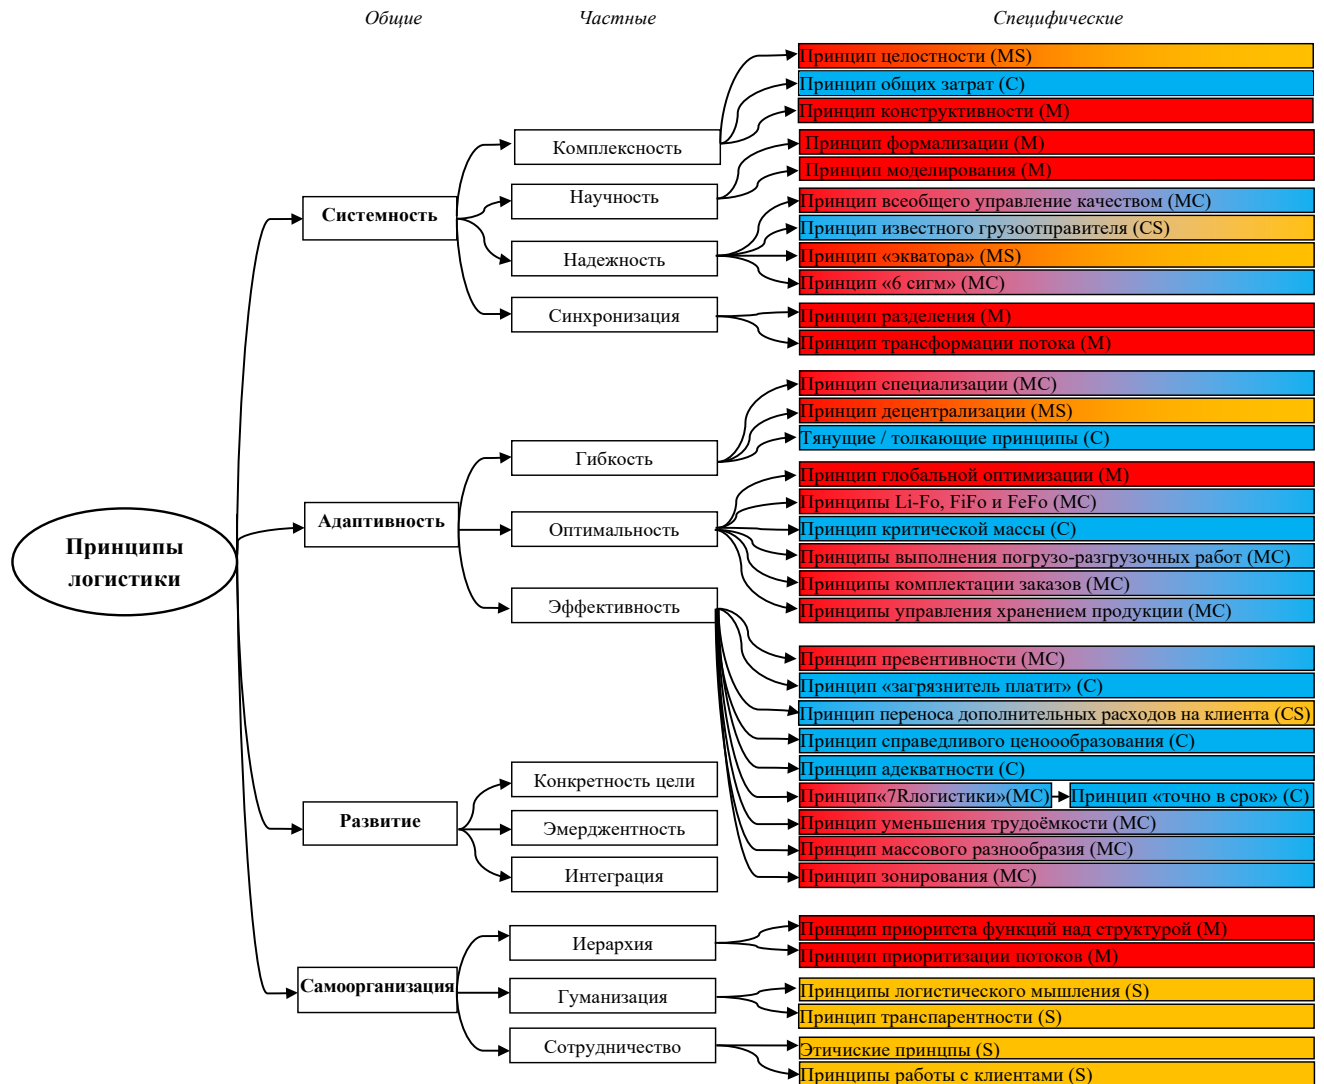 Общие
Частные
Специфические
Принципы
логистики
Системность
Адаптивность
Развитие
Самоорганизация
Комплексность
Научность
Надежность
Синхронизация
Гибкость
Оптимальность
Эффективность
Конкретность цели
Эмерджентность
Интеграция
Иерархия
Гуманизация
Сотрудничество
Принцип целостности (MS)
Принцип общих затрат (C)
Принцип конструктивности (M)
Принцип формализации (M)
Принцип моделирования (M)
Принцип всеобщего управление качеством (MC)
Принцип известного грузоотправителя (CS)
Принцип «экватора» (MS)
Принцип «6 сигм» (MC)
Принцип разделения (M)
Принцип трансформации потока (M)
Принцип специализации (MC)
Принцип децентрализации (MS)
Тянущие / толкающие принципы (C)
Принцип глобальной оптимизации (M)
Принципы Li-Fo, FiFo и FeFo (MC)
Принцип критической массы (C)
Принципы выполнения погрузо-разгрузочных работ (MC)
Принципы комплектации заказов (MC)
Принципы управления хранением продукции (MC)
Принцип превентивности (MC)
Принцип «загрязнитель платит» (C)
Принцип переноса дополнительных расходов на клиента (CS)
Принцип справедливого ценоообразования (C)
Принцип адекватности (C)
Принцип«7Rлогистики»(MC)
Принцип «точно в срок» (C)
Принцип уменьшения трудоёмкости (MC)
Принцип массового разнообразия (MC)
Принцип зонирования (MC)
Принцип приоритета функций над структурой (M)
Принцип приоритизации потоков (M)
Принципы логистического мышления (S)
Принцип транспарентности (S)
Этичиские принцпы (S)
Принципы работы с клиентами (S)